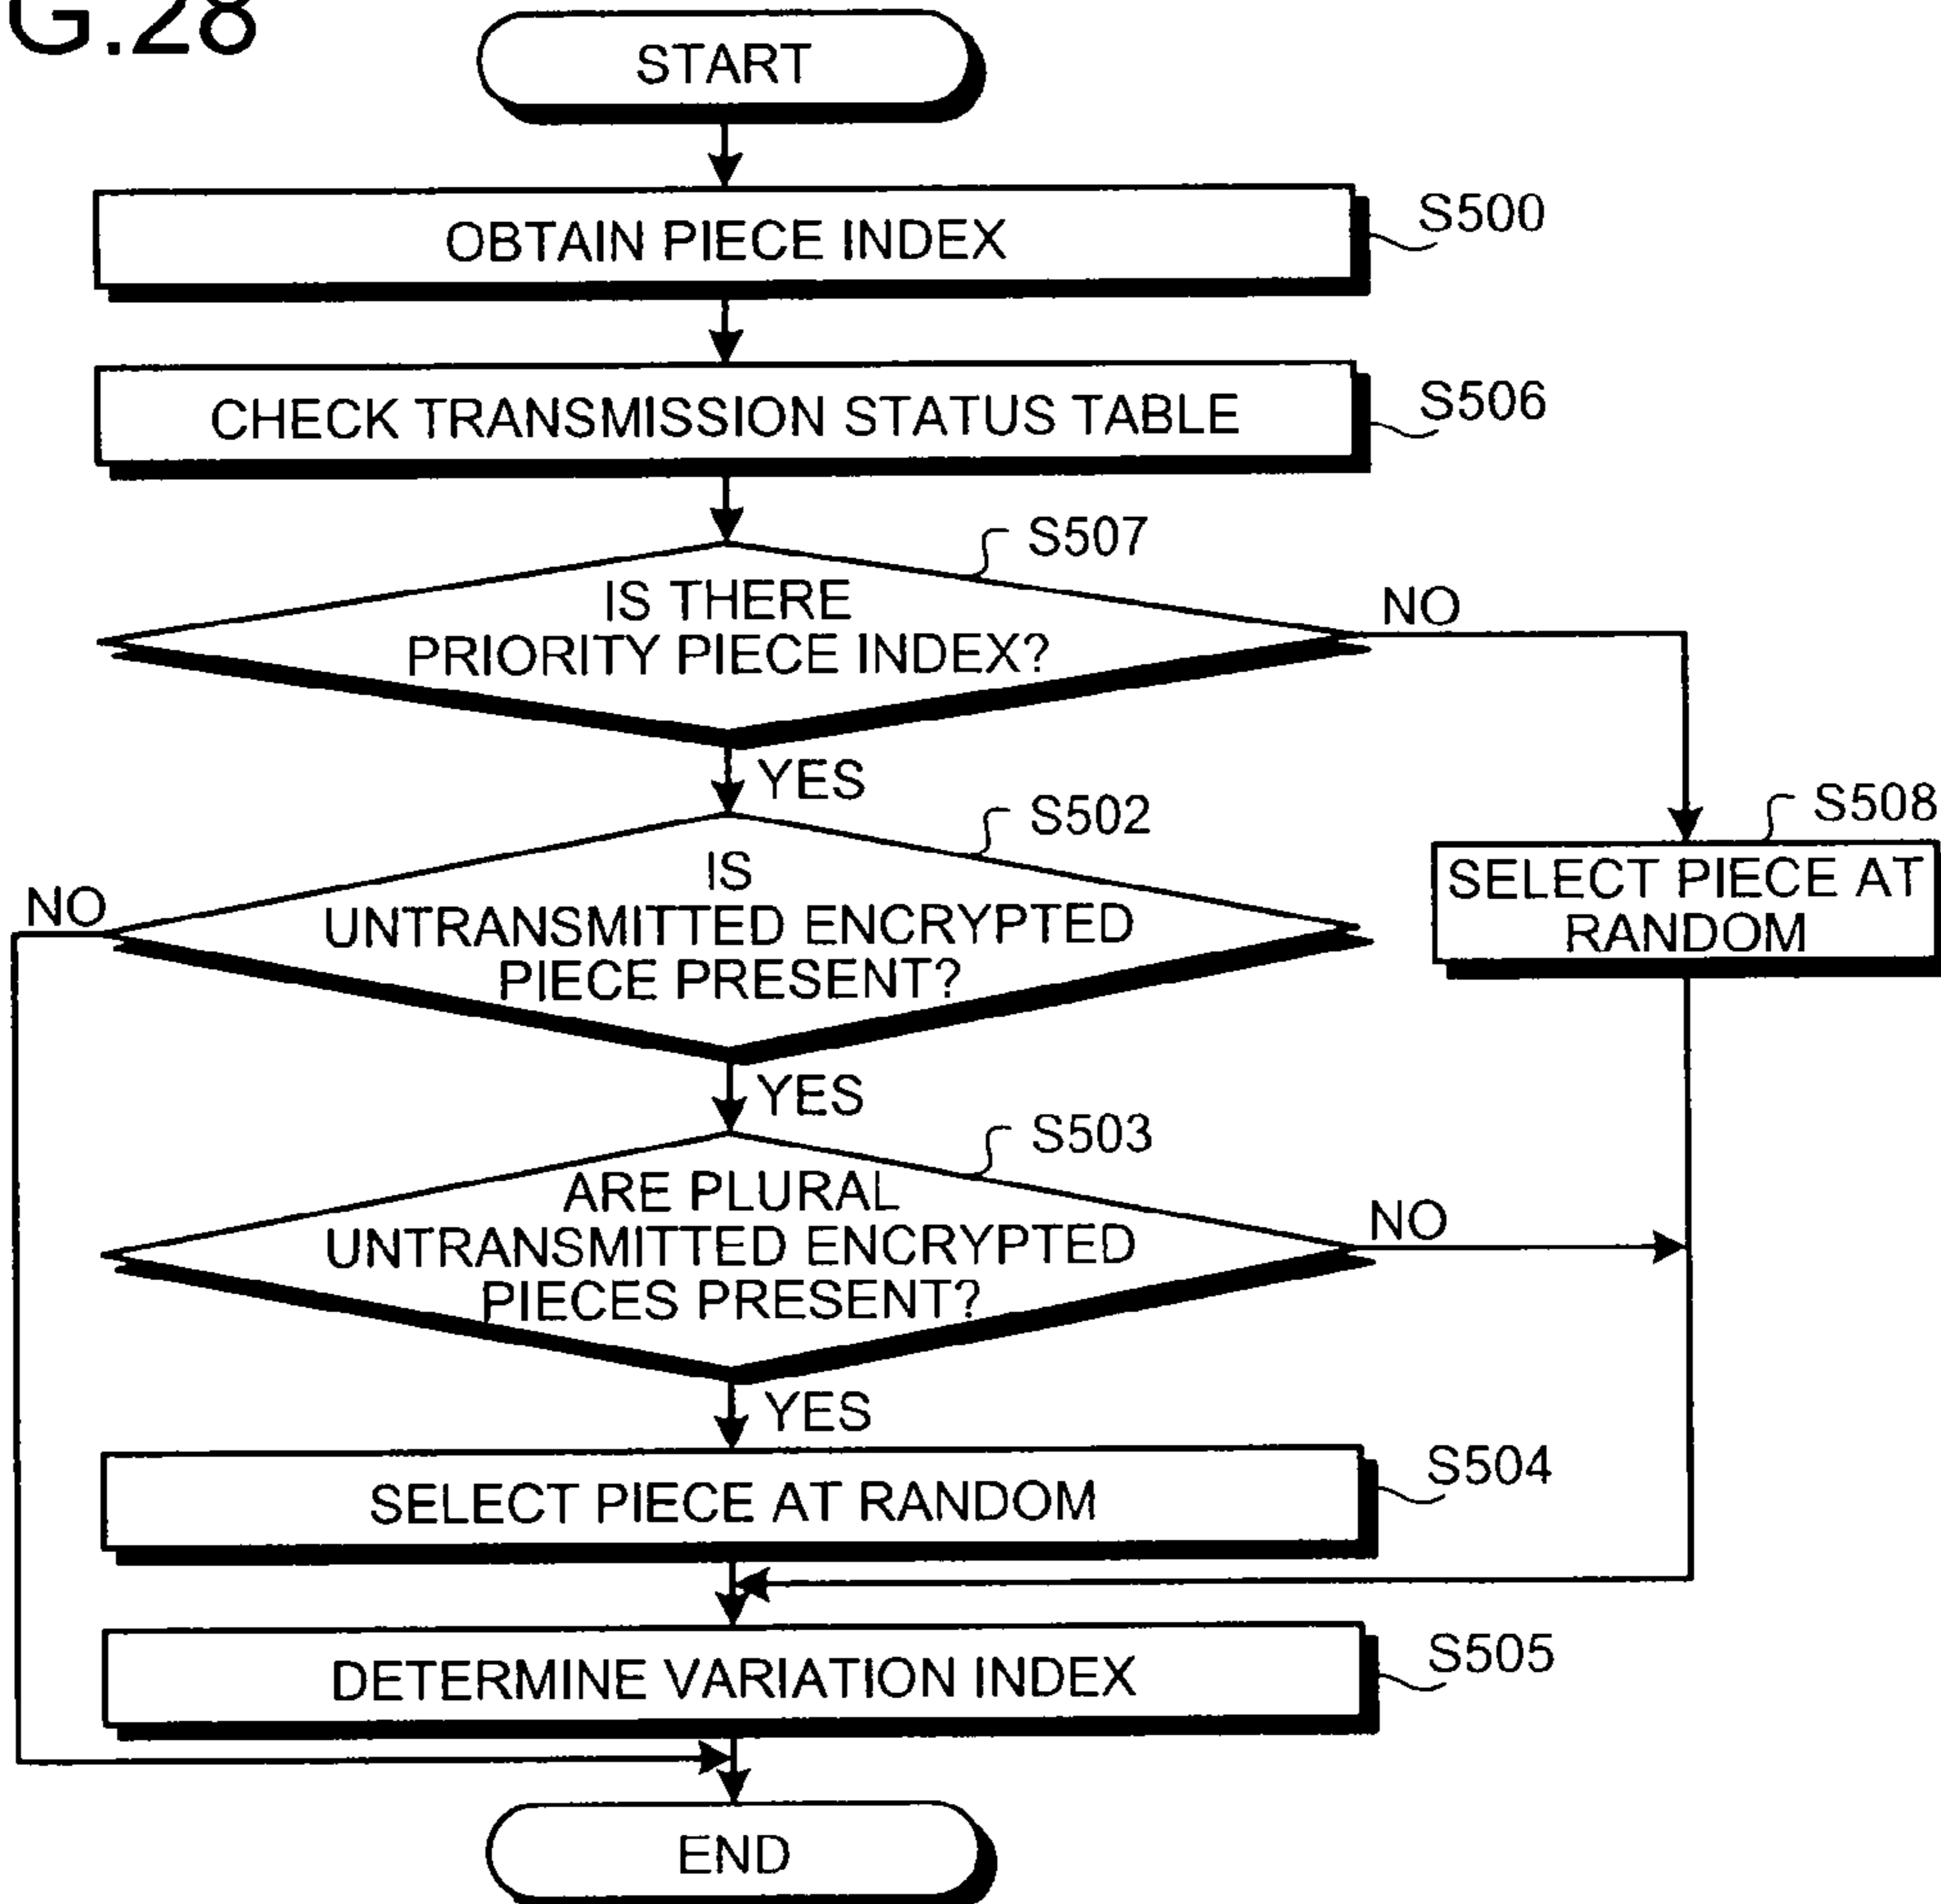 G.28
START
OBTAIN PIECE INDEX
S500
CHECK TRANSMISSION STATUS TABLE
S506
S507
IS THERE
PRIORITY PIECE INDEX?
NO
YES
S502
S508
IS
UNTRANSMITTED ENCRYPTED
PIECE PRESENT?
NO
SELECT PIECE AT
RANDOM
YES
S503
ARE PLURAL
UNTRANSMITTED ENCRYPTED
PIECES PRESENT?
NO
YES
SELECT PIECE AT RANDOM
S504
DETERMINE VARIATION INDEX
S505
END